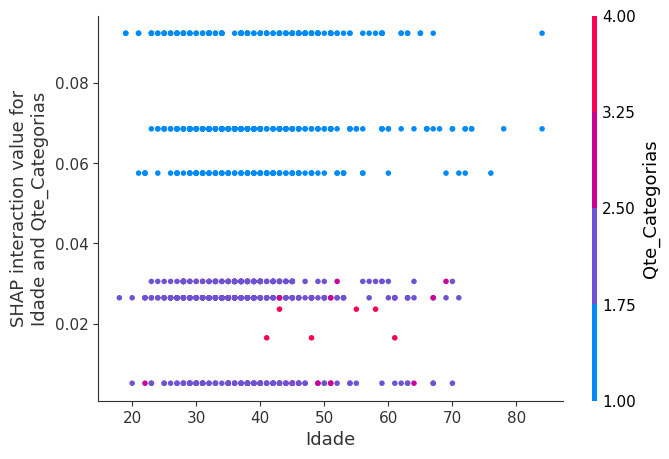 SHAP interaction value for
Idade and Qte_Categorias
0.08
0.06
0.04
0.02
20 30 40 50 60 70 80
Idade
4.00
3.25
2.50
1.75
1.00
Qte_Categorias